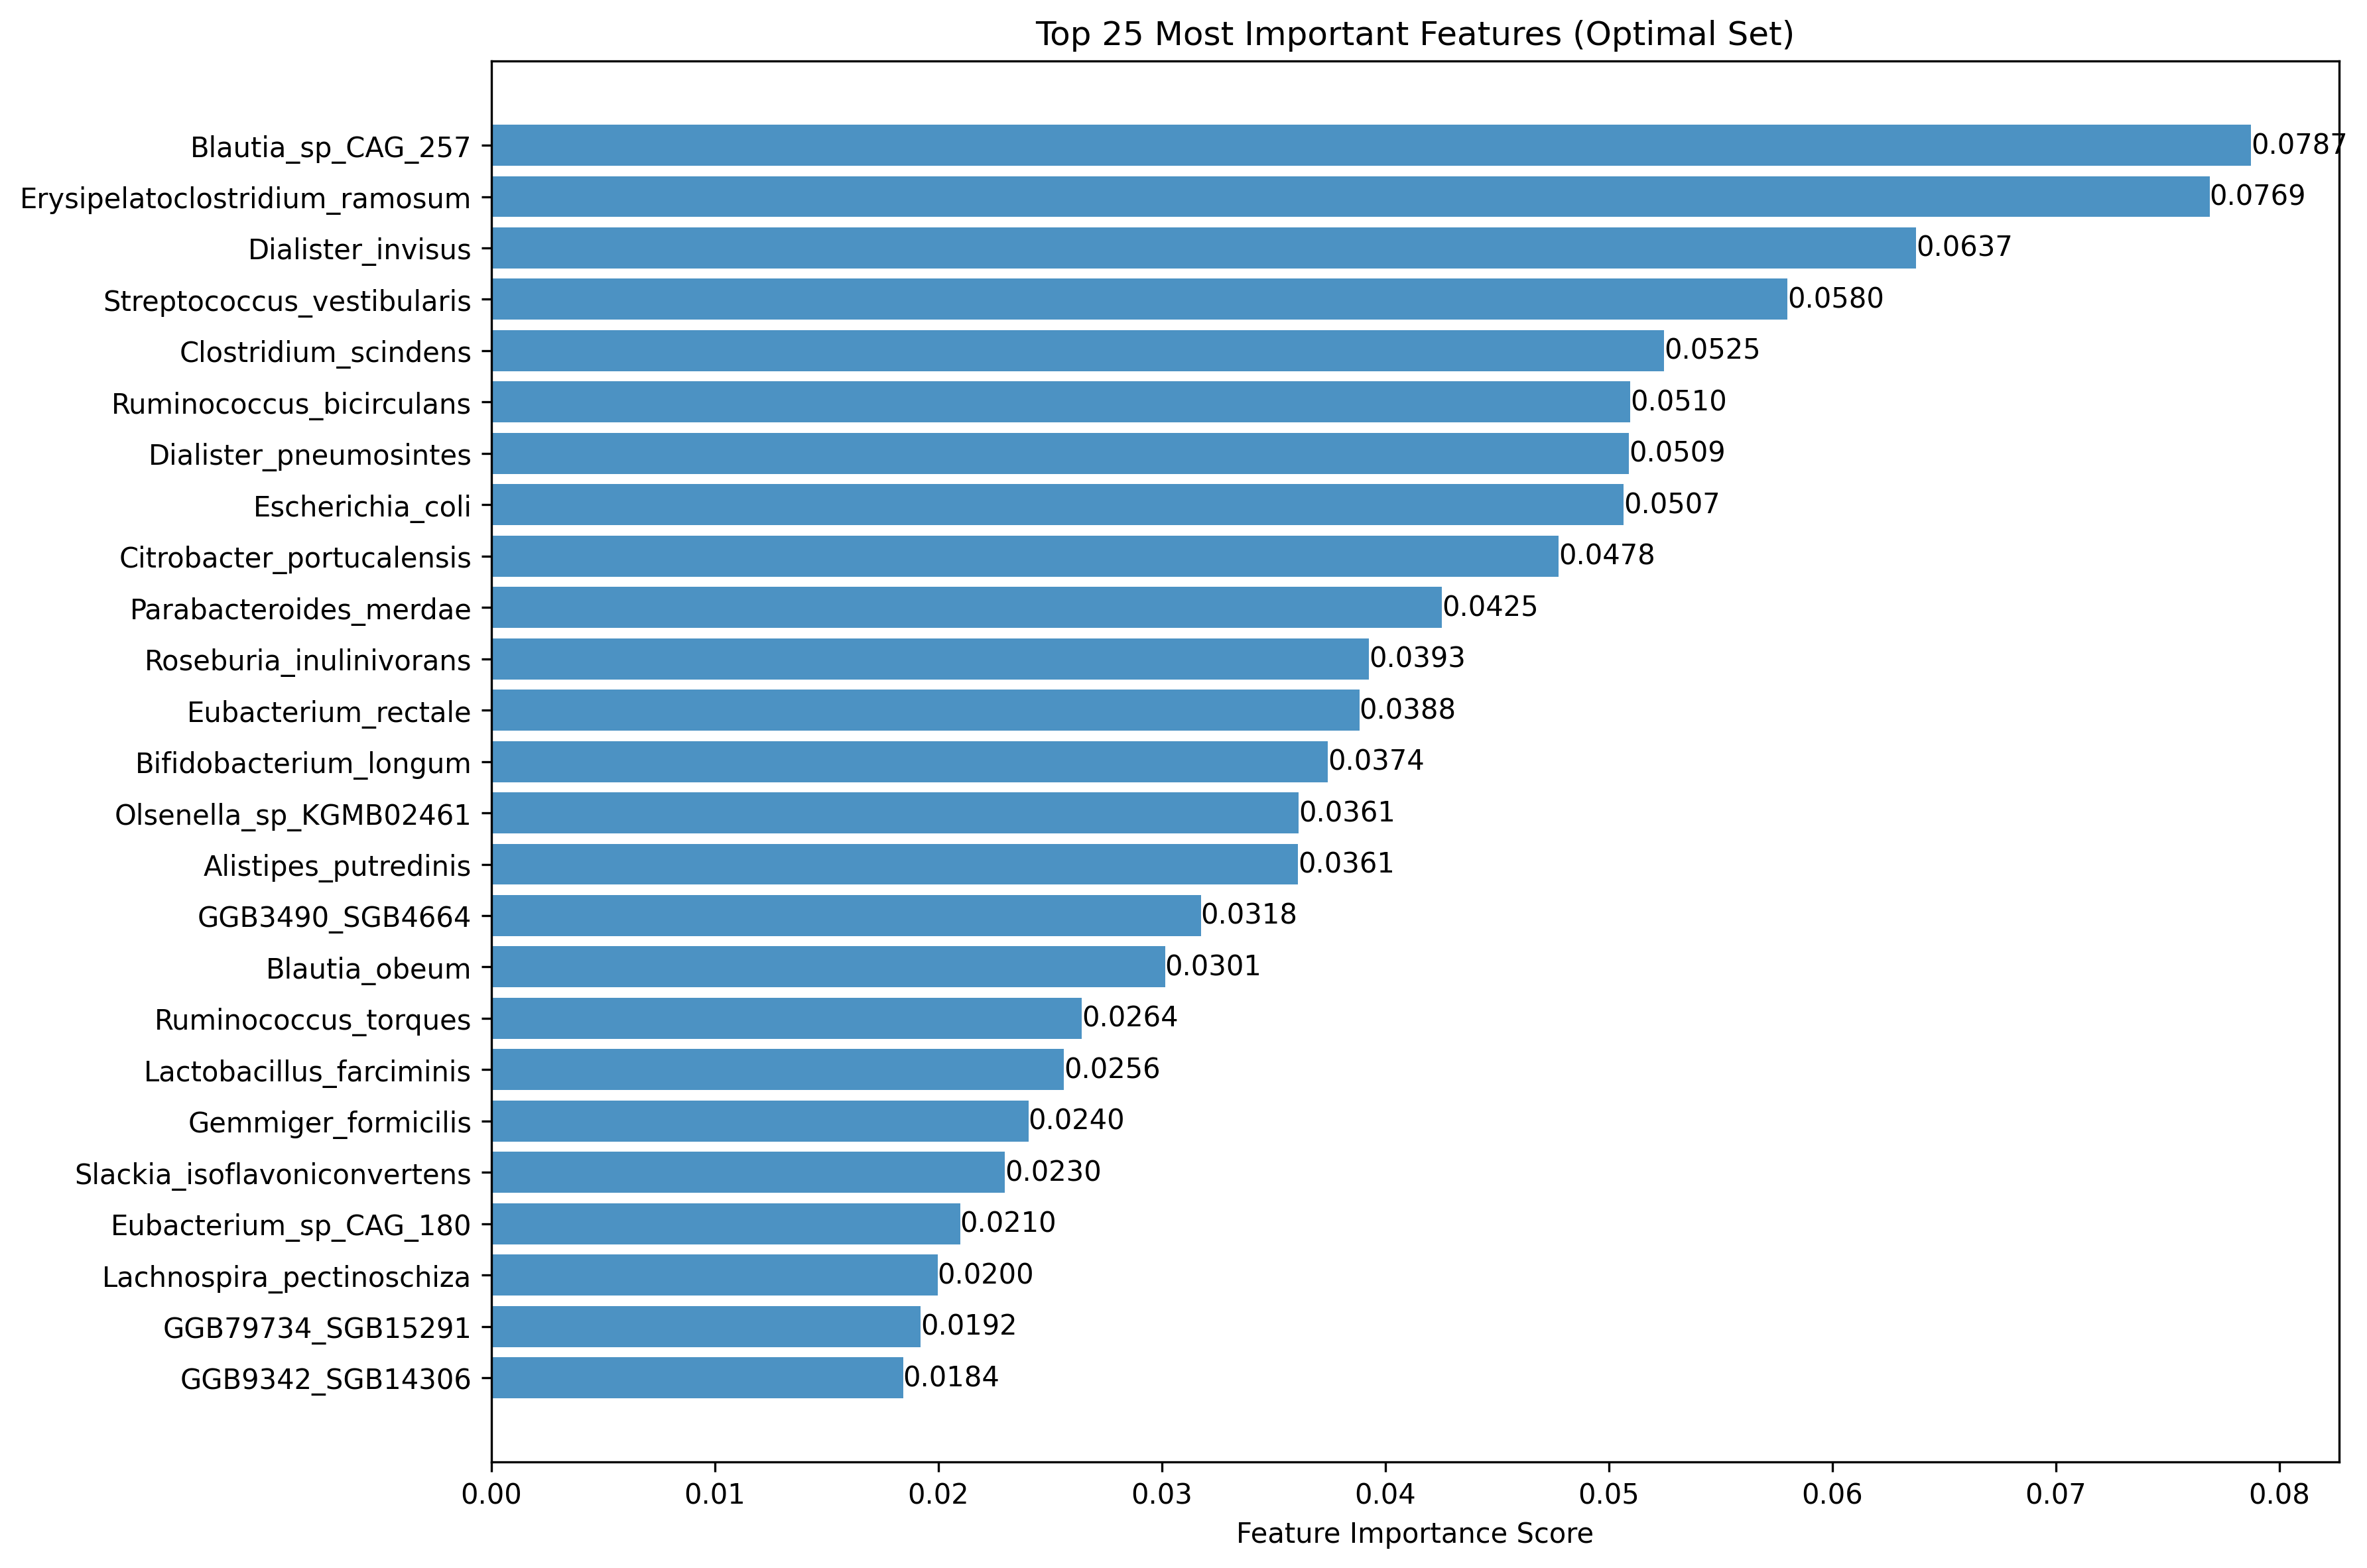 Top 25 Most Important Features (Optimal Set)
Blautia_sp_CAG_257 0.0787
Erysipelatoclostridium_ramosum 0.0769
Dialister_invisus 0.0637
Streptococcus_vestibularis 0.0580
Clostridium_scindens 0.0525
Ruminococcus_bicirculans 0.0510
Dialister_pneumosintes 0.0509
Escherichia_coli 0.0507
Citrobacter_portucalensis 0.0478
Parabacteroides_merdae 0.0425
Roseburia_inulinivorans 0.0393
Eubacterium_rectale 0.0388
Bifidobacterium_longum 0.0374
Olsenella_sp_KGMB02461 0.0361
Alistipes_putredinis 0.0361
GGB3490_SGB4664 0.0318
Blautia_obeum 0.0301
Ruminococcus_torques 0.0264
Lactobacillus_farciminis 0.0256
Gemmiger_formicilis 0.0240
Slackia_isoflavoniconvertens 0.0230
Eubacterium_sp_CAG_180 0.0210
Lachnospira_pectinoschiza 0.0200
GGB79734_SGB15291 0.0192
GGB9342_SGB14306 0.0184
0.00 0.01 0.02 0.03 0.04 0.05 0.06 0.07 0.08
Feature Importance Score